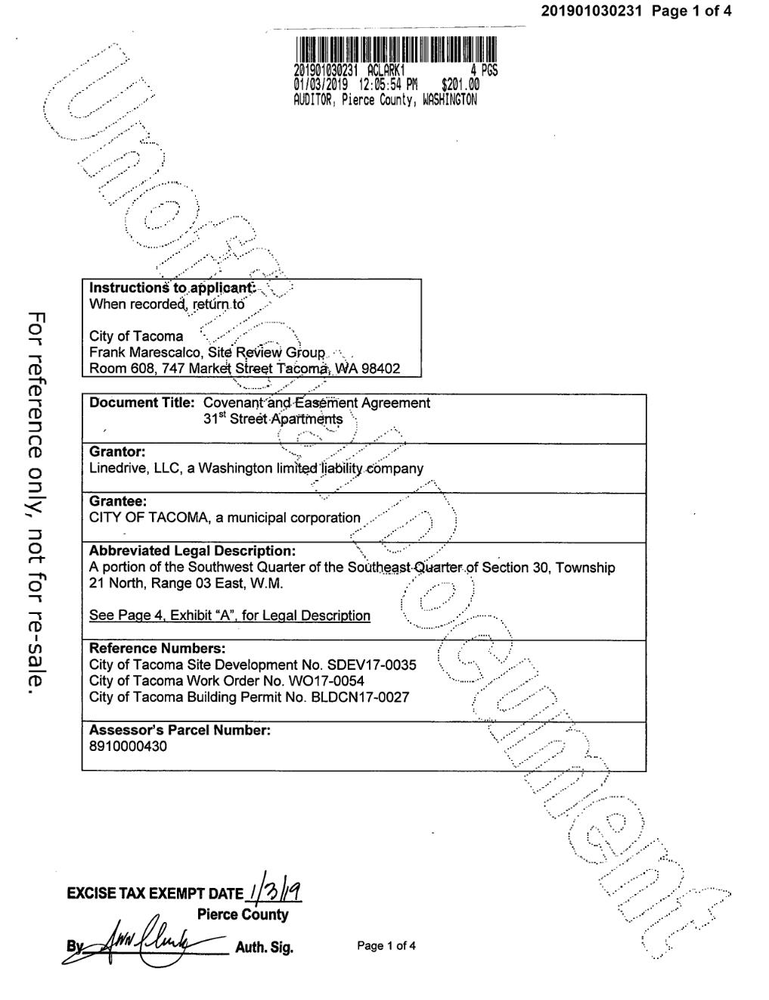 201901030231 Page 1 of 4
201901030231 ACLARK1 4 PGS
01/03/2019 12:05:54 PM $201.00
AUDITOR, Pierce County, WASHINGTON
Unofficial Document
For reference only, not for re-sale.
Instructions to applicant:
When recorded, return to
City of Tacoma
Frank Marescalco, Site Review Group
Room 608, 747 Market Street Tacoma, WA 98402
Document Title: Covenant and Easement Agreement
31st Street Apartments
Grantor:
Linedrive, LLC, a Washington limited liability company
Grantee:
CITY OF TACOMA, a municipal corporation
Abbreviated Legal Description:
A portion of the Southwest Quarter of the Southeast Quarter of Section 30, Township
21 North, Range 03 East, W.M.
See Page 4, Exhibit "A", for Legal Description
Reference Numbers:
City of Tacoma Site Development No. SDEV17-0035
City of Tacoma Work Order No. WO17-0054
City of Tacoma Building Permit No. BLDCN17-0027
Assessor's Parcel Number:
8910000430
EXCISE TAX EXEMPT DATE 1/3/19
Pierce County
By Auth. Sig.
Page 1 of 4